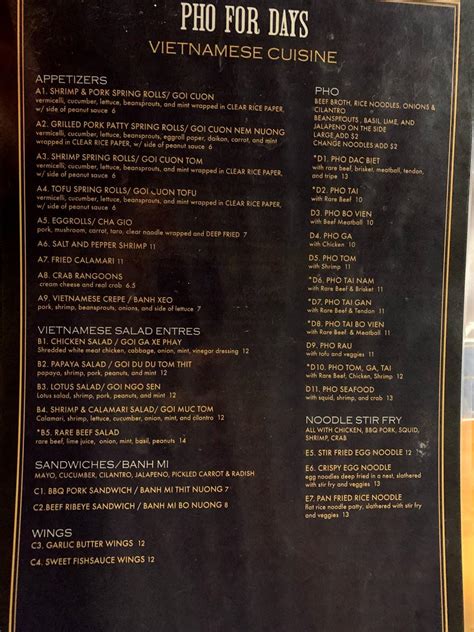 PHO FOR DAYS
VIETNAMESE CUISINE
APPETIZERS
A1. SHRIMP & PORK SPRING ROLLS/ GOI CUON
vermicelli, cucumber, lettuce, beansprouts, and mint wrapped in CLEAR RICE PAPER,
w/ side of peanut sauce 6
A2. GRILLED PORK PATTY SPRING ROLLS/ GOI CUON NEM NUONG
vermicelli, cucumber, lettuce, beansprouts, eggroll paper, daikon, carrot, and mint
wrapped in CLEAR RICE PAPER, w/ side of peanut sauce 6
A3. SHRIMP SPRING ROLLS/ GOI CUON TOM
vermicelli, cucumber, lettuce, beansprouts, and mint wrapped in CLEAR RICE PAPER,
w/ side of peanut sauce 6
A4. TOFU SPRING ROLLS/ GOI CUON TOFU
vermicelli, cucumber, lettuce, beansprouts, and mint wrapped in CLEAR RICE PAPER,
w/ side of peanut sauce 6
A5. EGGROLLS/ CHA GIO
pork, mushroom, carrot, taro, clear noodle wrapped and DEEP FRIED 7
A6. SALT AND PEPPER SHRIMP 11
A7. FRIED CALAMARI 11
A8. CRAB RANGOONS
cream cheese and real crab 6.5
A9. VIETNAMESE CREPE / BANH XEO
pork, shrimp, beansprouts, onions, and side of lettuce 7
VIETNAMESE SALAD ENTRES
B1. CHICKEN SALAD / GOI GA XE PHAY
Shredded white meat chicken, cabbage, onion, mint, vinegar dressing 12
B2. PAPAYA SALAD / GOI DU DU TOM THIT
papaya, shrimp, pork, peanuts, and mint 12
B3. LOTUS SALAD/ GOI NGO SEN
Lotus salad, shrimp, pork, peanuts, and mint 12
B4. SHRIMP & CALAMARI SALAD/ GOI MUC TOM
Calamari, shrimp, lettuce, cucumber, onion, mint, and cilantro 12
*B5. RARE BEEF SALAD
rare beef, lime juice, onion, mint, basil, peanuts 14
SANDWICHES/BANH MI
MAYO, CUCUMBER, CILANTRO, JALAPENO, PICKLED CARROT & RADISH
C1. BBQ PORK SANDWICH / BANH MI THIT NUONG 7
C2.BEEF RIBEYE SANDWICH / BANH MI BO NUONG 8
WINGS
C3. GARLIC BUTTER WINGS 12
C4. SWEET FISHSAUCE WINGS 12
PHO
BEEF BROTH, RICE NOODLES, ONIONS &
CILANTRO
BEANSPROUTS , BASIL, LIME, AND
JALAPENO ON THE SIDE
LARGE ADD $2
CHANGE NOODLES ADD $2
*D1. PHO DAC BIET
with rare beef, brisket, meatball, tendon,
and tripe 13
*D2. PHO TAI
with Rare Beef 10
D3. PHO BO VIEN
with Beef Meatball 10
D4. PHO GA
with Chicken 10
D5. PHO TOM
with Shrimp 11
*D6. PHO TAI NAM
with Rare Beef & Brisket 11
*D7. PHO TAI GAN
with Rare Beef & Tendon 11
*D8. PHO TAI BO VIEN
with Rare Beef & Meatball 11
D9. PHO RAU
with tofu and veggies 11
*D10. PHO TOM, GA, TAI
with Rare Beef, Chicken, Shrimp 12
D11. PHO SEAFOOD
with squid, shrimp, and crab 13
NOODLE STIR FRY
ALL WITH CHICKEN, BBQ PORK, SQUID,
SHRIMP, CRAB
E5. STIR FRIED EGG NOODLE 12
E6. CRISPY EGG NOODLE
egg noodles deep fried in a nest, slathered
with stir fry and veggies 13
E7. PAN FRIED RICE NOODLE
flat rice noodle patty, slathered with stir fry
and veggies 13